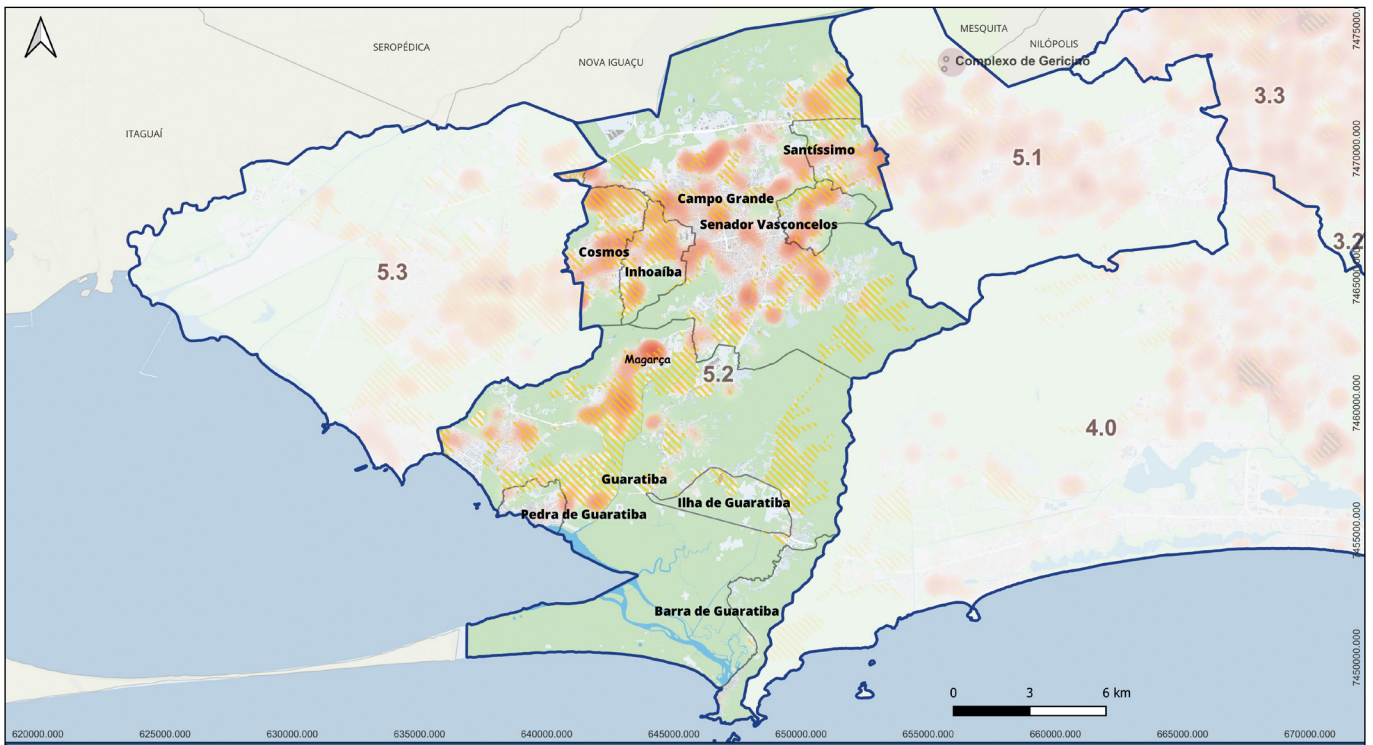 MESQUITA
SEROPÉDICA
NILÓPOLIS
NOVA IGUAÇU
Complexo de Gericinó
3.3
ITAGUAÍ
Santíssimo
5.1
Campo Grande
Senador Vasconcelos
3.2
Cosmos
5.3
Inhoaíba
Magarça
5.2
4.0
Guaratiba
Ilha de Guaratiba
Pedra de Guaratiba
Barra de Guaratiba
0 3 6 km
620000.000 625000.000 630000.000 635000.000 640000.000 645000.000 650000.000 655000.000 660000.000 665000.000 670000.000
7475000.
7470000.000
7465000.000
7460000.000
7455000.000
7450000.000